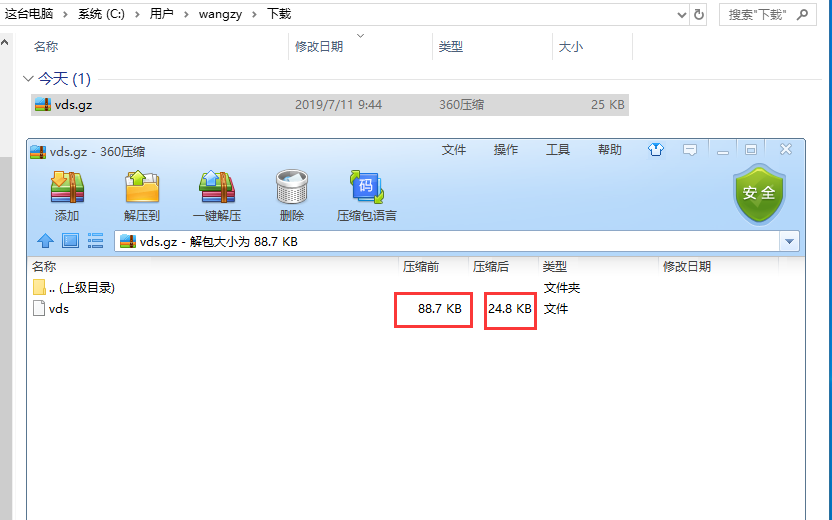 这台电脑 › 系统 (C:) › 用户 › wangzy › 下载 搜索"下载"
名称 修改日期 类型 大小
今天 (1)
vds.gz 2019/7/11 9:44 360压缩 25 KB
vds.gz - 360压缩 文件 操作 工具 帮助
添加 解压到 一键解压 删除 压缩包语言 码 安全
vds.gz - 解包大小为 88.7 KB
名称 压缩前 压缩后 类型 修改日期
.. (上级目录) 文件夹
vds 88.7 KB 24.8 KB 文件